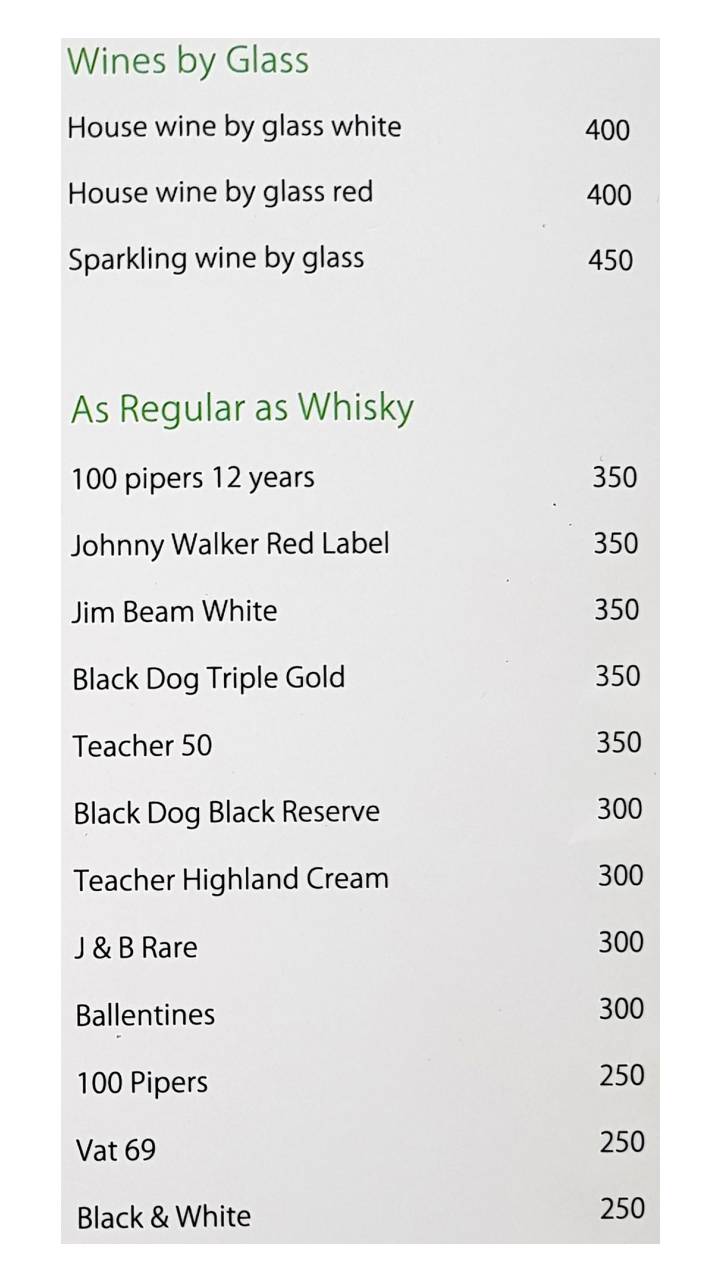 Wines by Glass
House wine by glass white 400
House wine by glass red 400
Sparkling wine by glass 450
As Regular as Whisky
100 pipers 12 years 350
Johnny Walker Red Label 350
Jim Beam White 350
Black Dog Triple Gold 350
Teacher 50 350
Black Dog Black Reserve 300
Teacher Highland Cream 300
J & B Rare 300
Ballentines 300
100 Pipers 250
Vat 69 250
Black & White 250